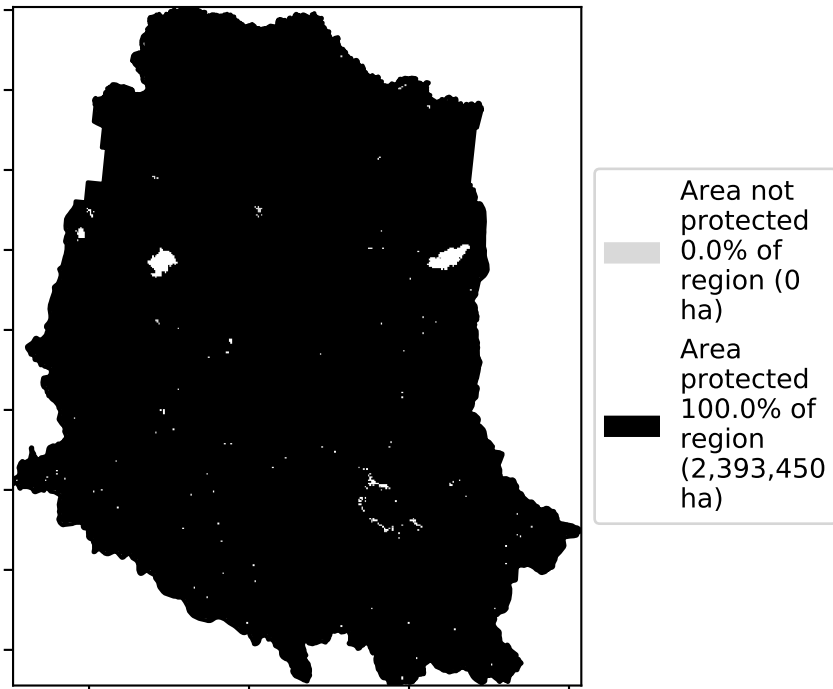 Area not
protected
0.0% of
region (0
ha)
Area
protected
100.0% of
region
(2,393,450
ha)